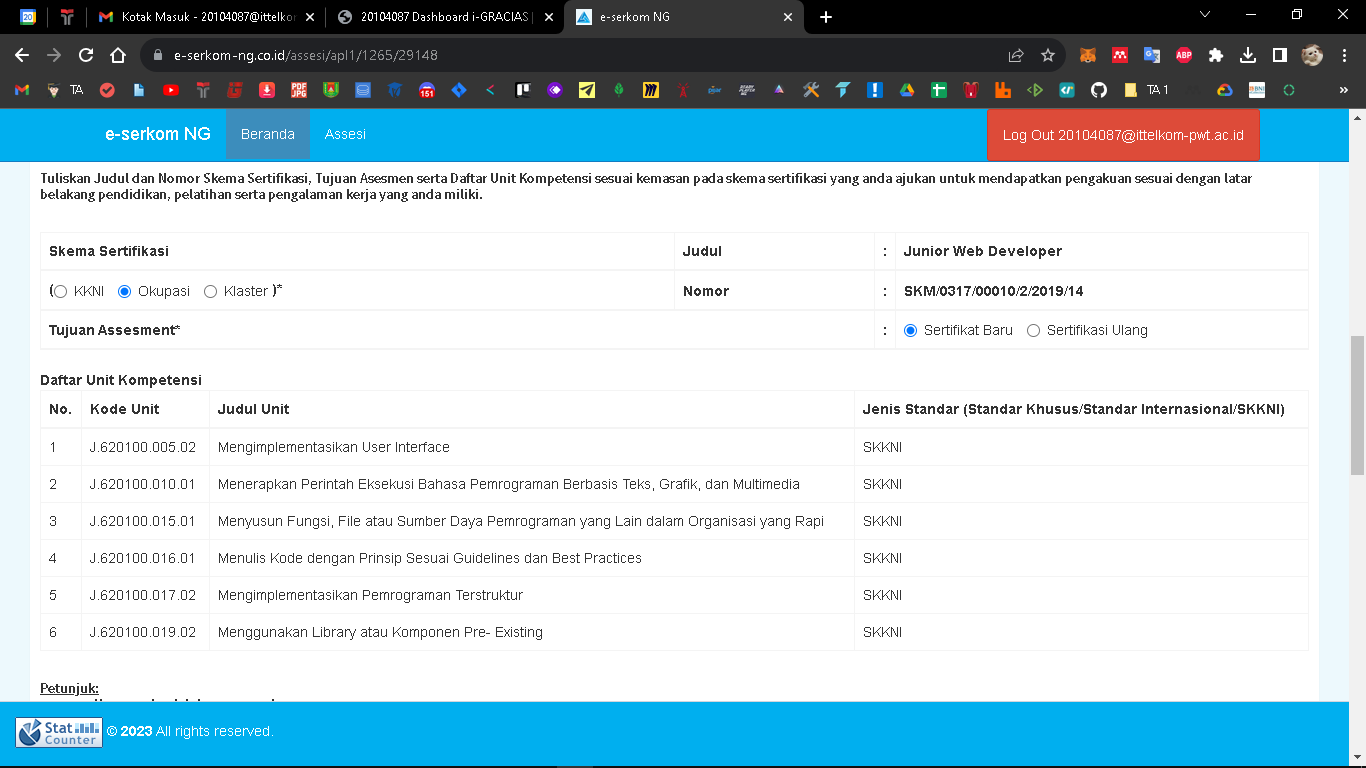 Kotak Masuk - 20104087@ittelko
20104087 Dashboard i-GRACIAS
e-serkom NG
e-serkom-ng.co.id/assesi/apl1/1265/29148
TA
TA 1
e-serkom NG
Beranda
Assesi
Log Out 20104087@ittelkom-pwt.ac.id
Tuliskan Judul dan Nomor Skema Sertifikasi, Tujuan Asesmen serta Daftar Unit Kompetensi sesuai kemasan pada skema sertifikasi yang anda ajukan untuk mendapatkan pengakuan sesuai dengan latar
belakang pendidikan, pelatihan serta pengalaman kerja yang anda miliki.
Skema Sertifikasi Judul : Junior Web Developer
( KKNI Okupasi Klaster )* Nomor : SKM/0317/00010/2/2019/14
Tujuan Assesment* : Sertifikat Baru Sertifikasi Ulang
Daftar Unit Kompetensi
No. Kode Unit Judul Unit Jenis Standar (Standar Khusus/Standar Internasional/SKKNI)
1 J.620100.005.02 Mengimplementasikan User Interface SKKNI
2 J.620100.010.01 Menerapkan Perintah Eksekusi Bahasa Pemrograman Berbasis Teks, Grafik, dan Multimedia SKKNI
3 J.620100.015.01 Menyusun Fungsi, File atau Sumber Daya Pemrograman yang Lain dalam Organisasi yang Rapi SKKNI
4 J.620100.016.01 Menulis Kode dengan Prinsip Sesuai Guidelines dan Best Practices SKKNI
5 J.620100.017.02 Mengimplementasikan Pemrograman Terstruktur SKKNI
6 J.620100.019.02 Menggunakan Library atau Komponen Pre- Existing SKKNI
Petunjuk:
Stat
Counter
© 2023 All rights reserved.